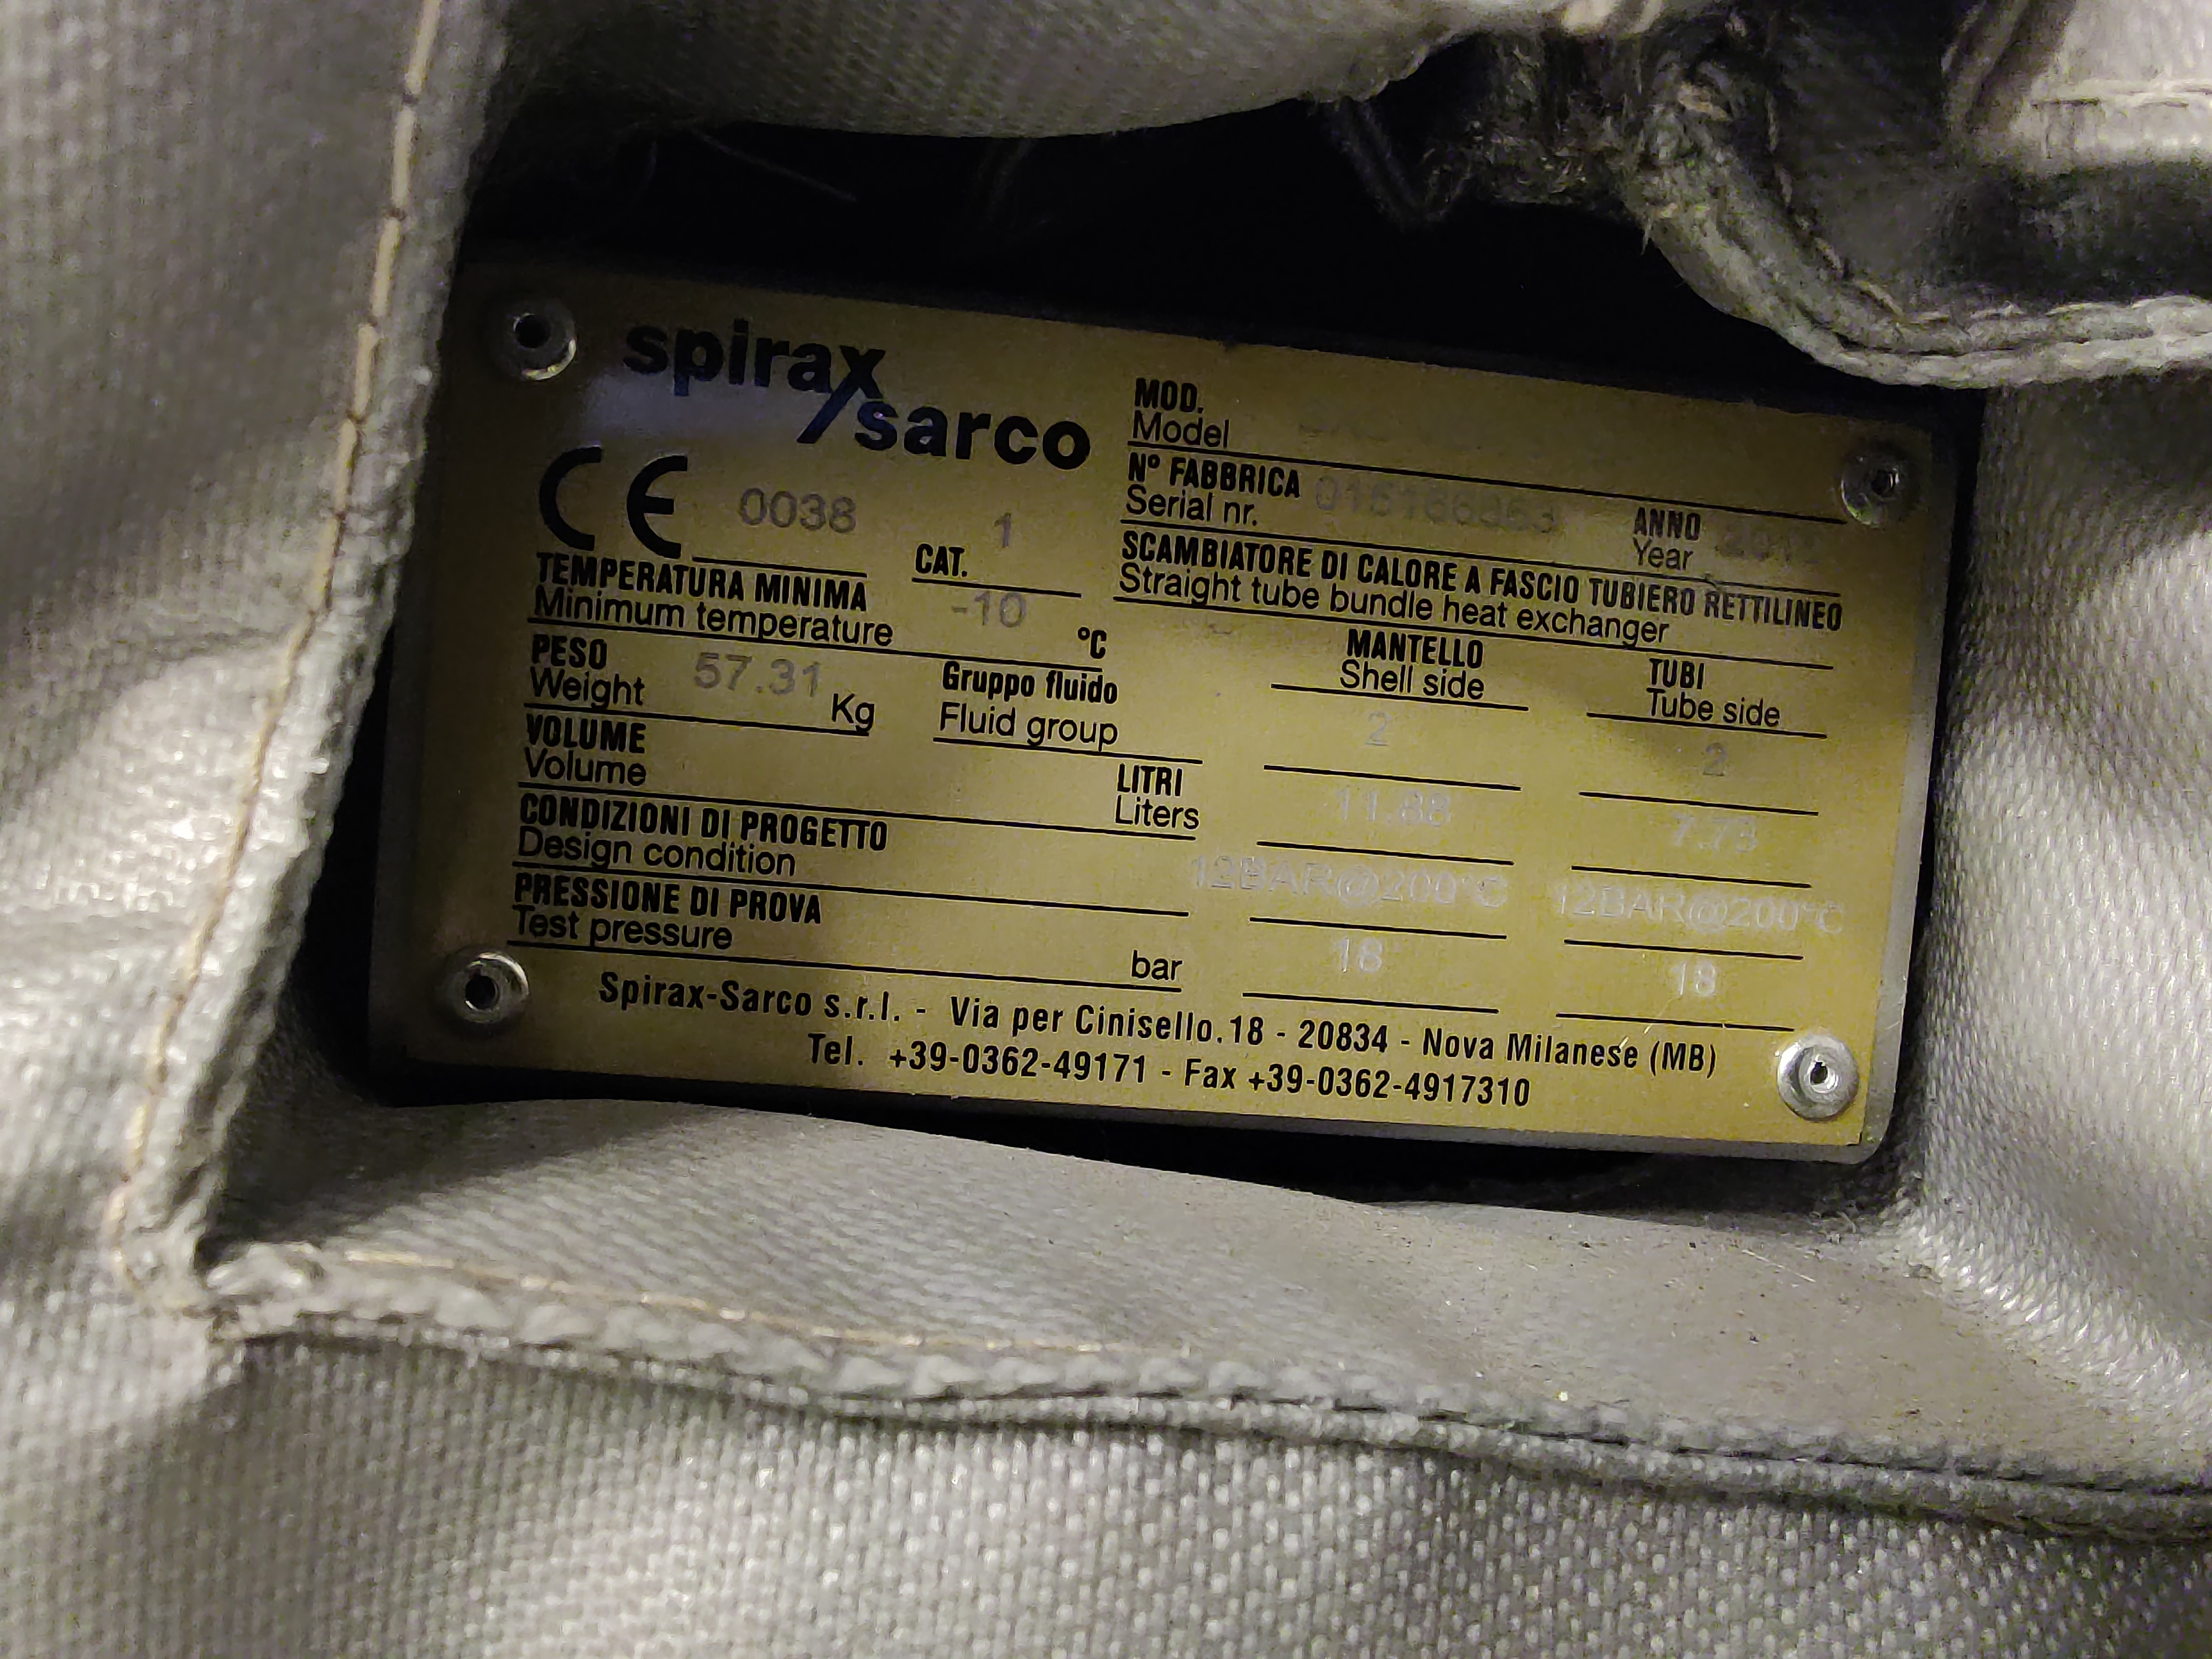 spirax
sarco
CE 0038
CAT. 1
TEMPERATURA MINIMA
Minimum temperature -10 °C
PESO
Weight 57.31 Kg
Gruppo fluido
Fluid group 2 2
VOLUME
Volume
LITRI
Liters 11.88 7.73
CONDIZIONI DI PROGETTO
Design condition 12BAR@200°C 12BAR@200°C
PRESSIONE DI PROVA
Test pressure bar 18 18
MOD.
Model
N° FABBRICA
Serial nr.
ANNO
Year
SCAMBIATORE DI CALORE A FASCIO TUBIERO RETTILINEO
Straight tube bundle heat exchanger
MANTELLO
Shell side
TUBI
Tube side
Spirax-Sarco s.r.l. - Via per Cinisello.18 - 20834 - Nova Milanese (MB)
Tel. +39-0362-49171 - Fax +39-0362-4917310